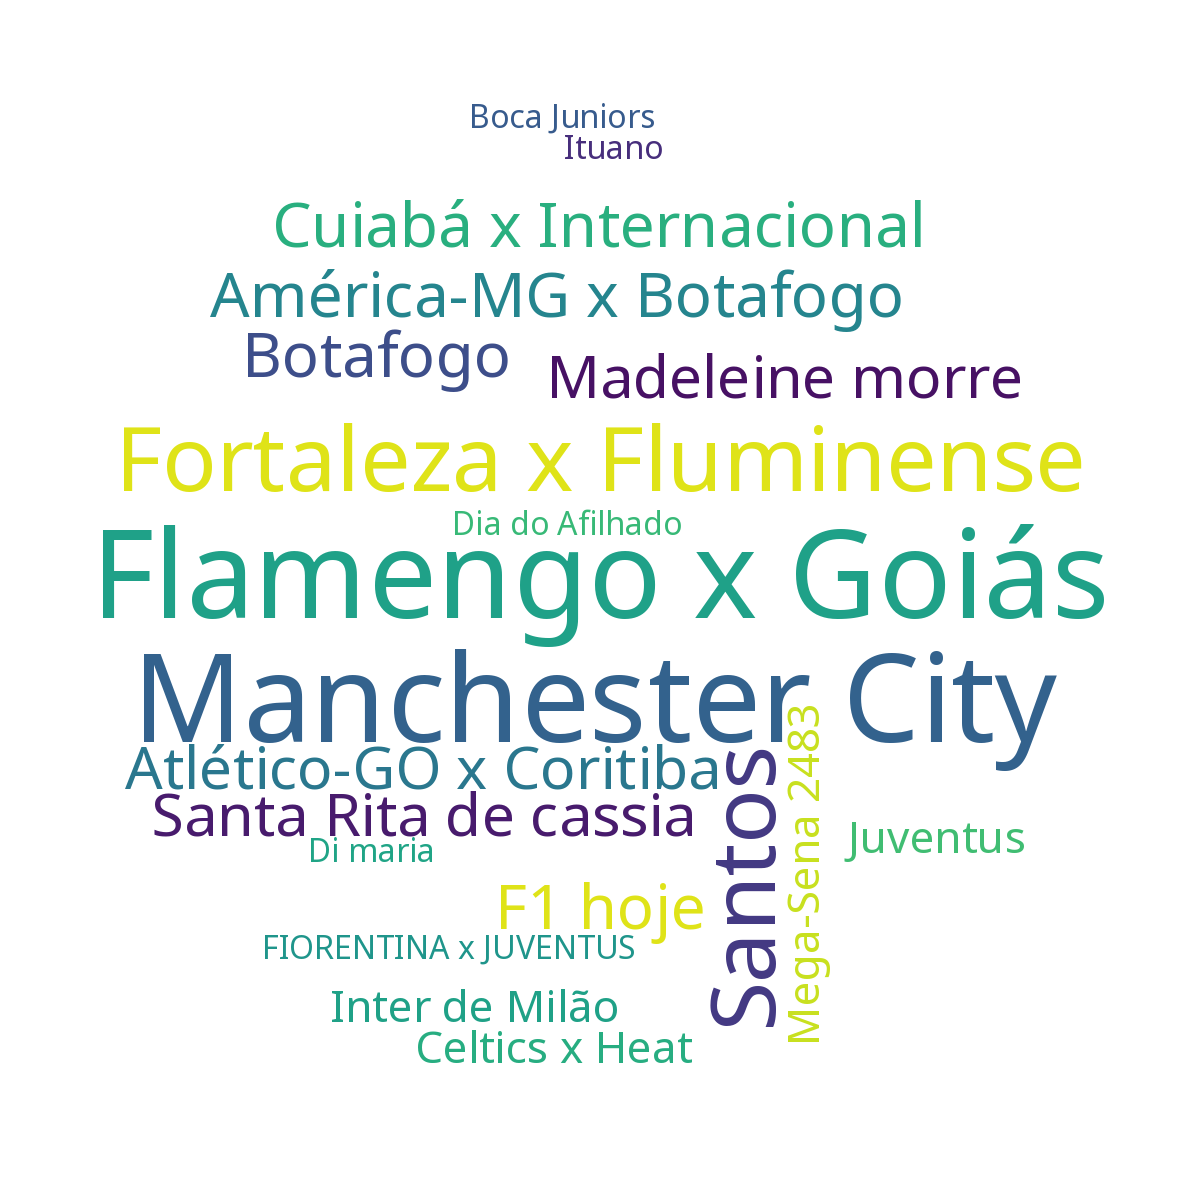 Boca Juniors
Ituano
Cuiabá x Internacional
América-MG x Botafogo
Botafogo
Madeleine morre
Fortaleza x Fluminense
Dia do Afilhado
Flamengo x Goiás
Manchester City
Atlético-GO x Coritiba
Santa Rita de cassia
Di maria
Santos
Mega-Sena 2483
Juventus
F1 hoje
FIORENTINA x JUVENTUS
Inter de Milão
Celtics x Heat